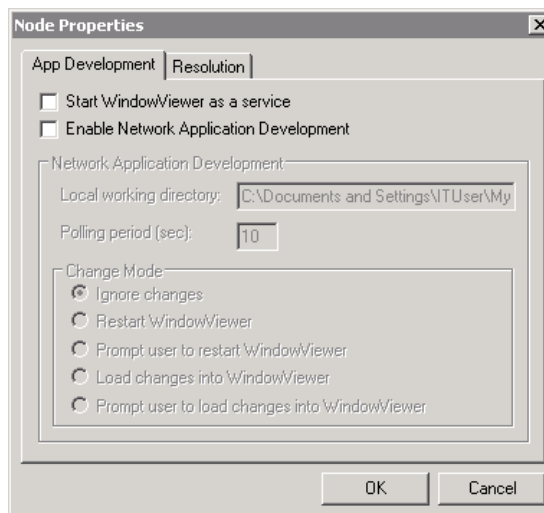 Node Properties
App Development
Resolution
Start WindowViewer as a service
Enable Network Application Development
Network Application Development
Local working directory: C:\Documents and Settings\ITUser\My
Polling period (sec): 10
Change Mode
Ignore changes
Restart WindowViewer
Prompt user to restart WindowViewer
Load changes into WindowViewer
Prompt user to load changes into WindowViewer
OK
Cancel